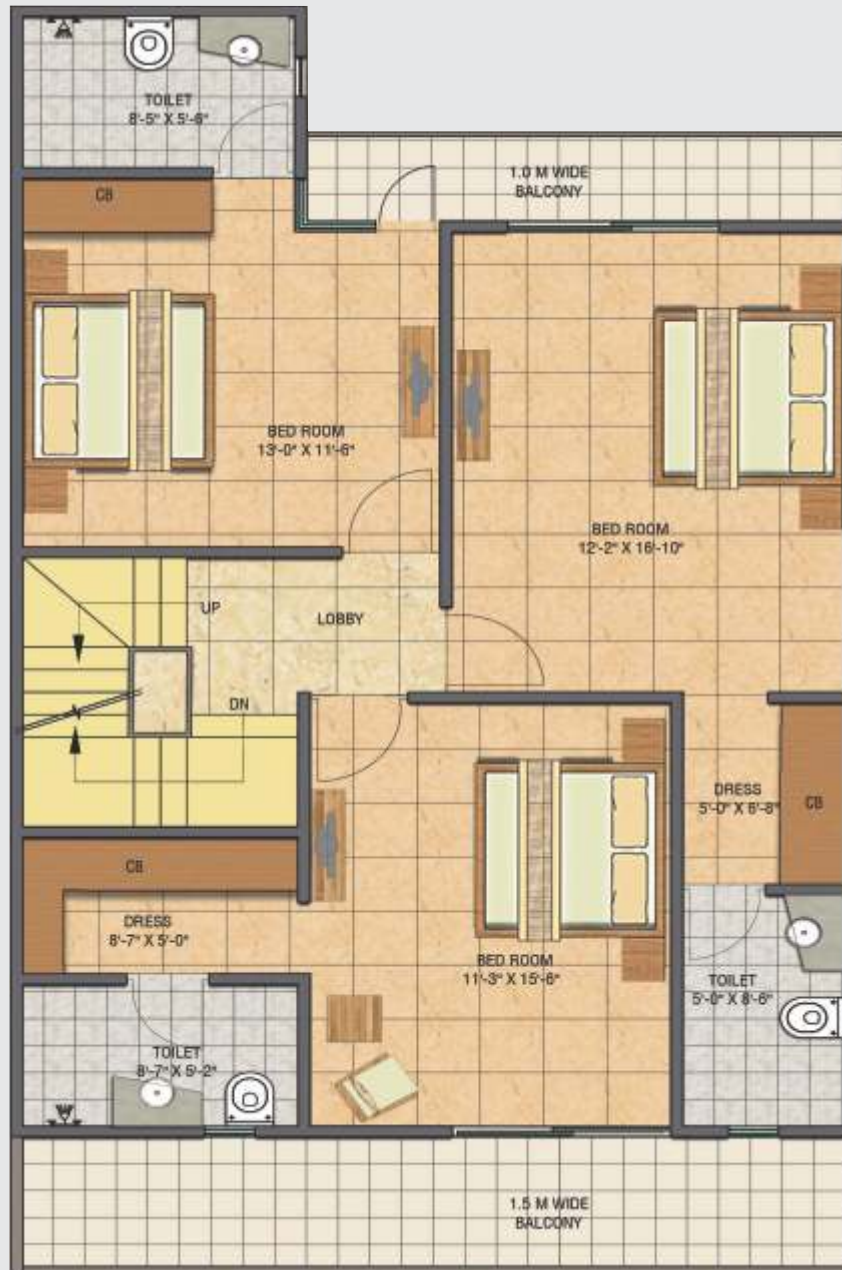 TOILET
8'-5" X 5'-6"
1.0 M WIDE
BALCONY
CB
BED ROOM
13'-0" X 11'-6"
BED ROOM
12'-2" X 16'-10"
UP
LOBBY
DN
DRESS
5'-0" X 6'-8"
CB
CB
DRESS
8'-7" X 5'-0"
BED ROOM
11'-3" X 15'-6"
TOILET
5'-0" X 8'-6"
TOILET
8'-7" X 5'-2"
1.5 M WIDE
BALCONY